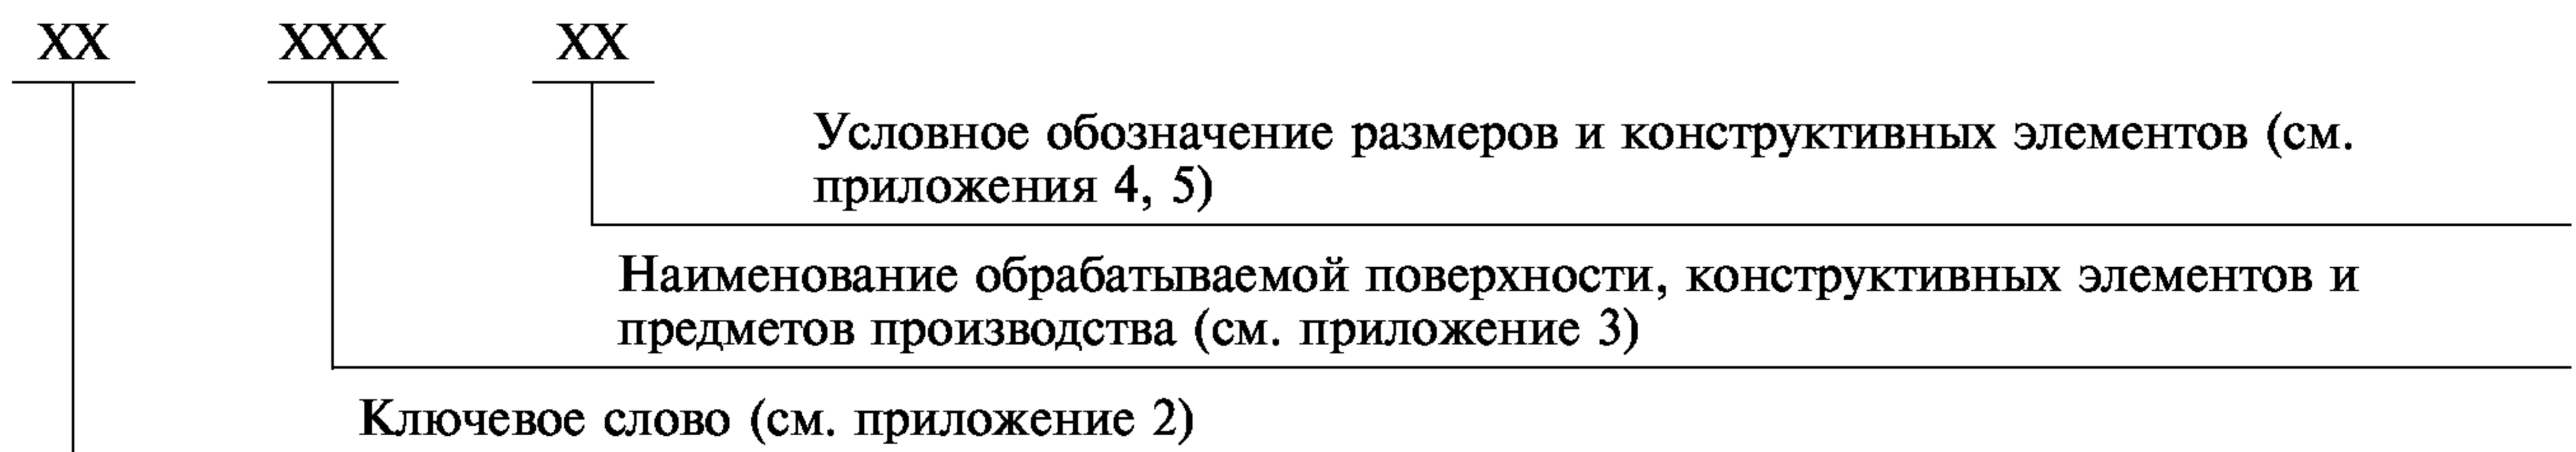 XX XXX XX
Условное обозначение размеров и конструктивных элементов (см.
приложения 4, 5)
Наименование обрабатываемой поверхности, конструктивных элементов и
предметов производства (см. приложение 3)
Ключевое слово (см. приложение 2)